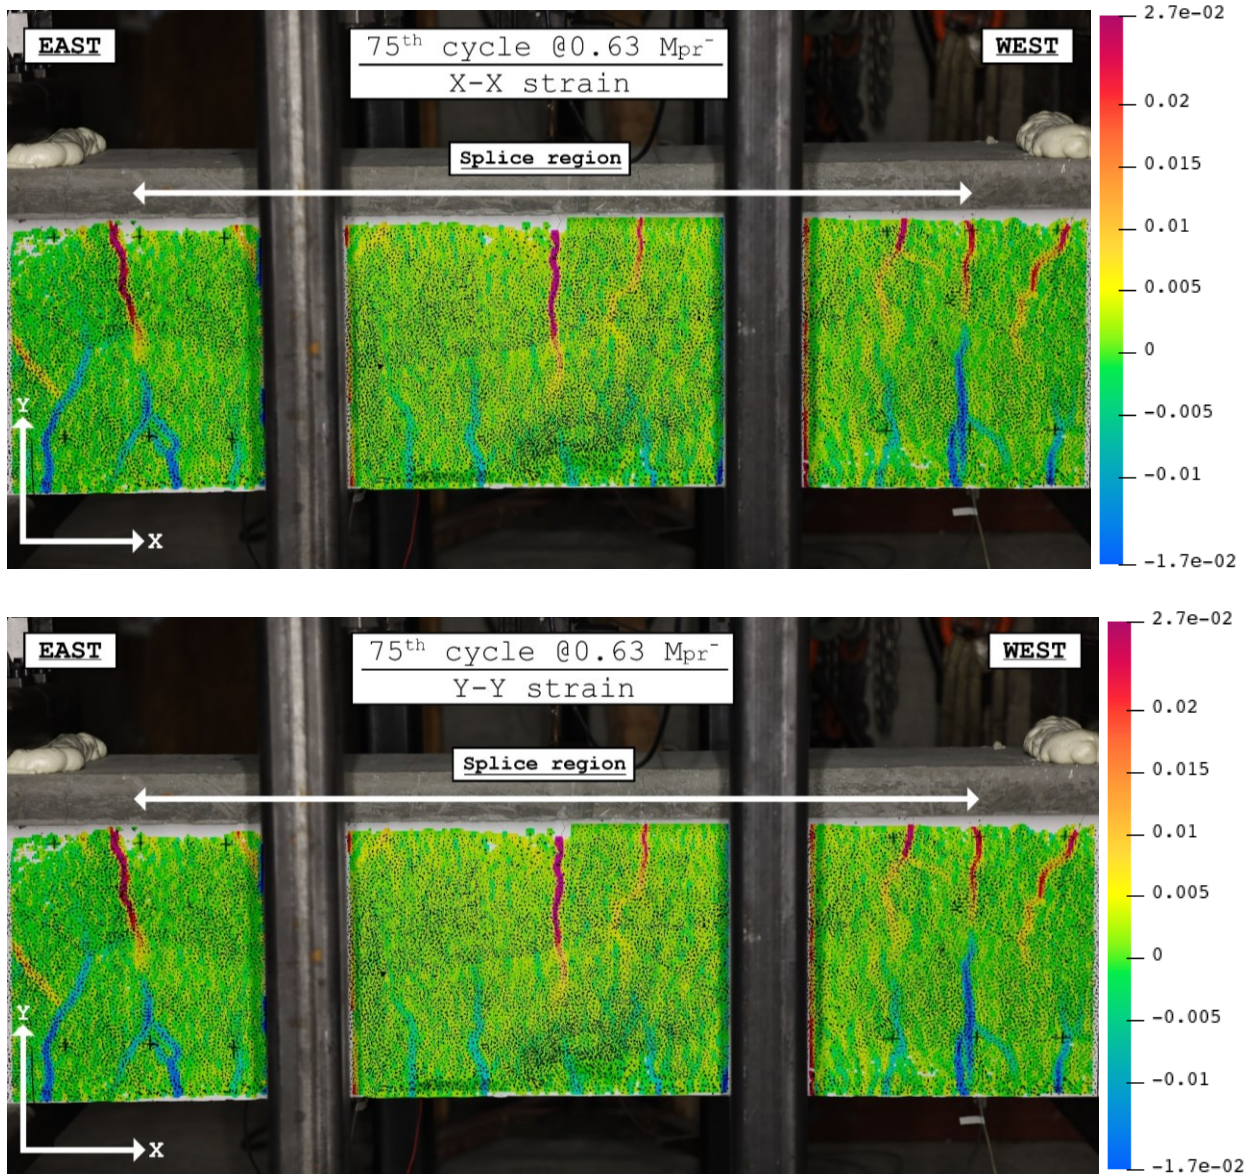 EAST
75th cycle @0.63 Mpr-
X-X strain
WEST
Splice region
Y
X
2.7e-02
0.02
0.015
0.01
0.005
0
-0.005
-0.01
-1.7e-02
EAST
75th cycle @0.63 Mpr-
Y-Y strain
WEST
Splice region
Y
X
2.7e-02
0.02
0.015
0.01
0.005
0
-0.005
-0.01
-1.7e-02